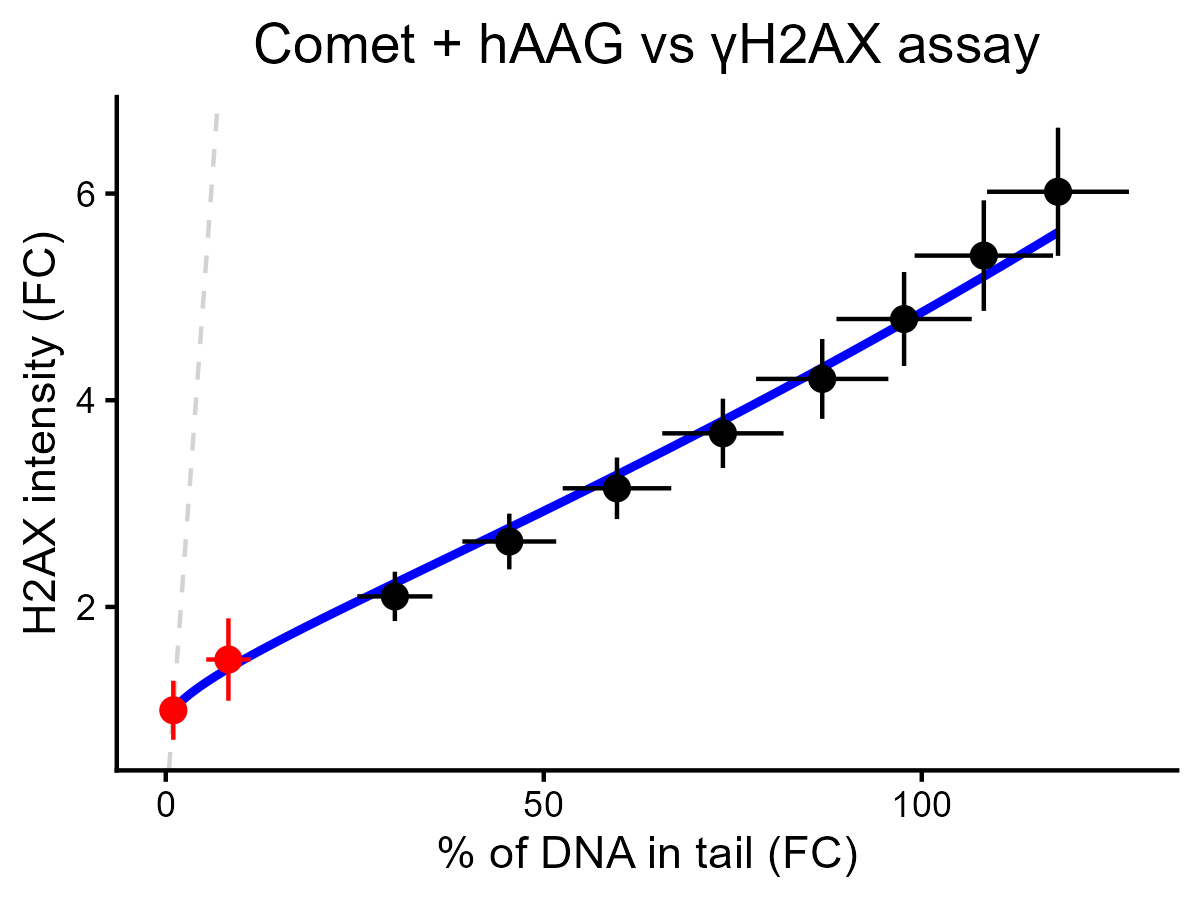 Comet + hAAG vs γH2AX assay
H2AX intensity (FC)
6
4
2
0 50 100
% of DNA in tail (FC)